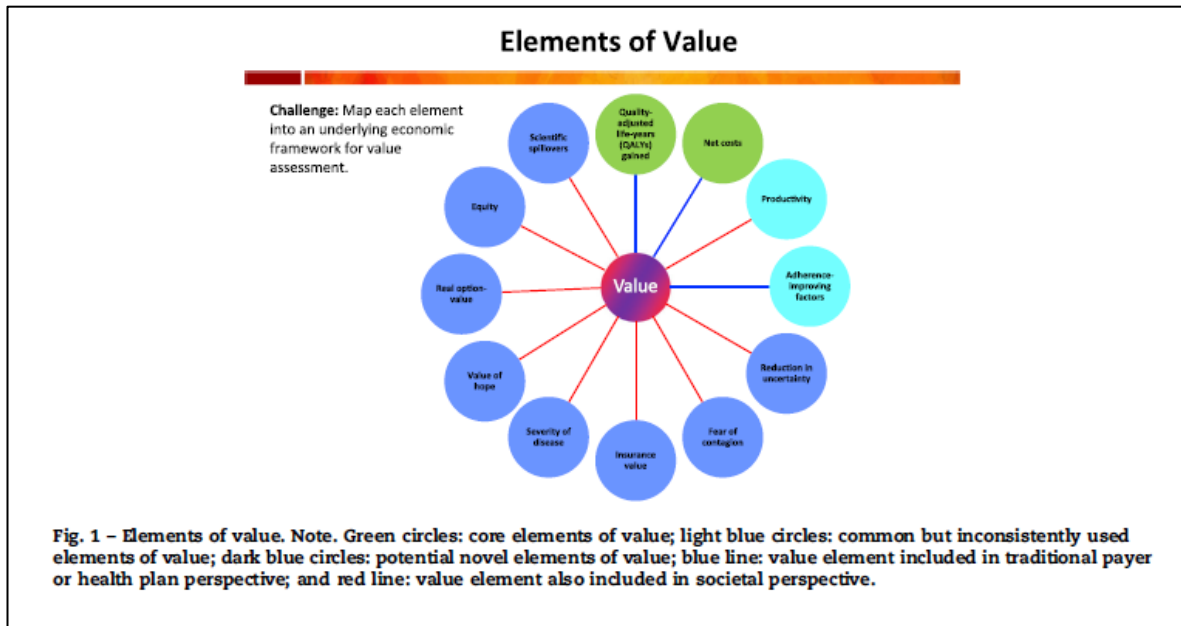 Elements of Value
Challenge: Map each element
into an underlying economic
framework for value
assessment.
Quality-
adjusted
life-years
(QALYs)
gained
Net costs
Productivity
Adherence-
improving
factors
Reduction in
uncertainty
Fear of
contagion
Insurance
value
Severity of
disease
Value of
hope
Real option-
value
Equity
Scientific
spillovers
Value
Fig. 1 – Elements of value. Note. Green circles: core elements of value; light blue circles: common but inconsistently used
elements of value; dark blue circles: potential novel elements of value; blue line: value element included in traditional payer
or health plan perspective; and red line: value element also included in societal perspective.